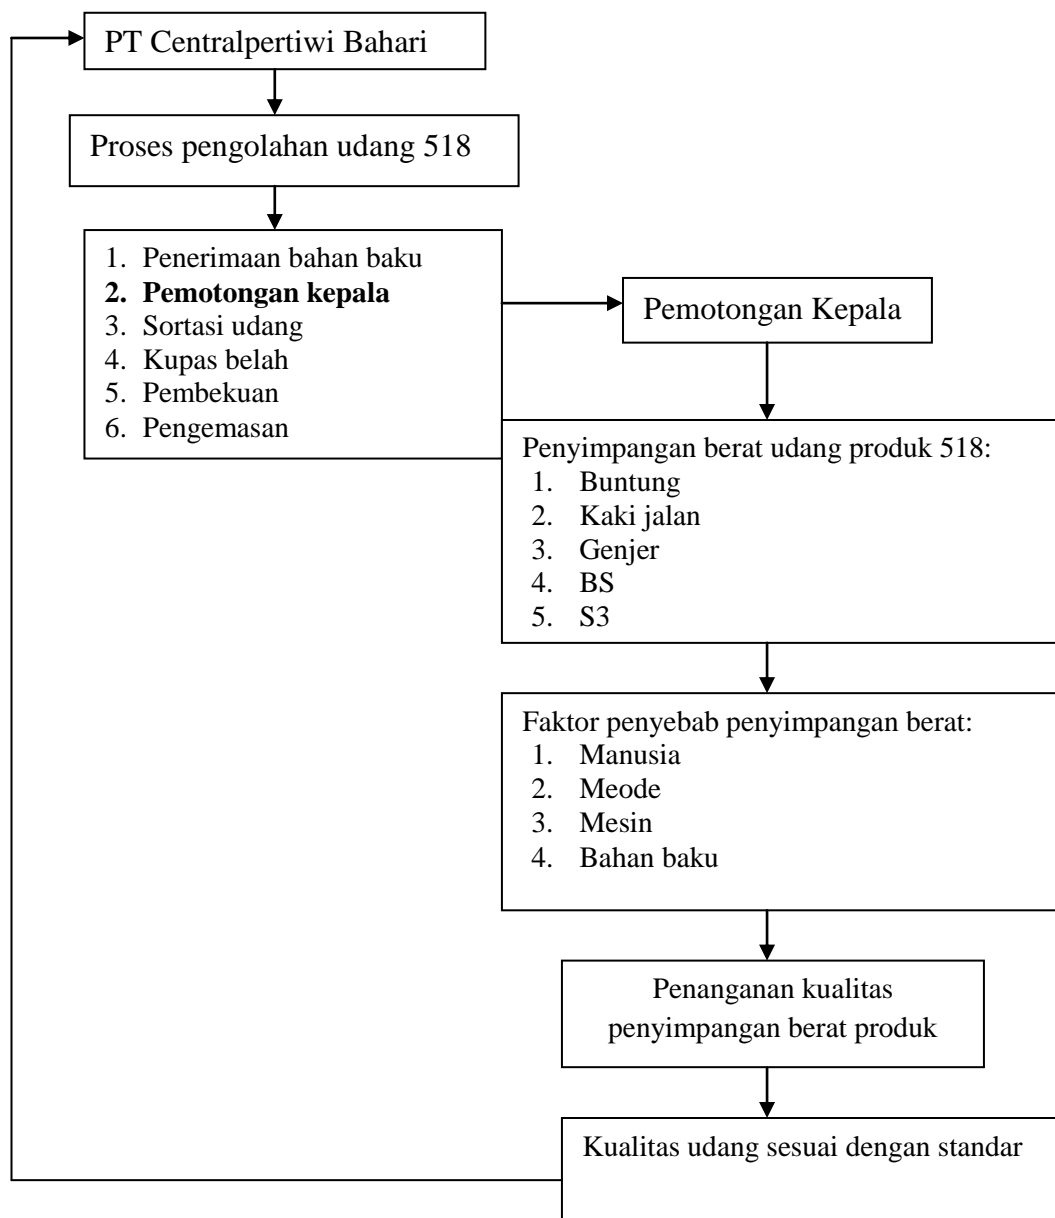 PT Centralpertiwi Bahari
Proses pengolahan udang 518
1. Penerimaan bahan baku
2. Pemotongan kepala
3. Sortasi udang
4. Kupas belah
5. Pembekuan
6. Pengemasan
Pemotongan Kepala
Penyimpangan berat udang produk 518:
1. Buntung
2. Kaki jalan
3. Genjer
4. BS
5. S3
Faktor penyebab penyimpangan berat:
1. Manusia
2. Meode
3. Mesin
4. Bahan baku
Penanganan kualitas
penyimpangan berat produk
Kualitas udang sesuai dengan standar